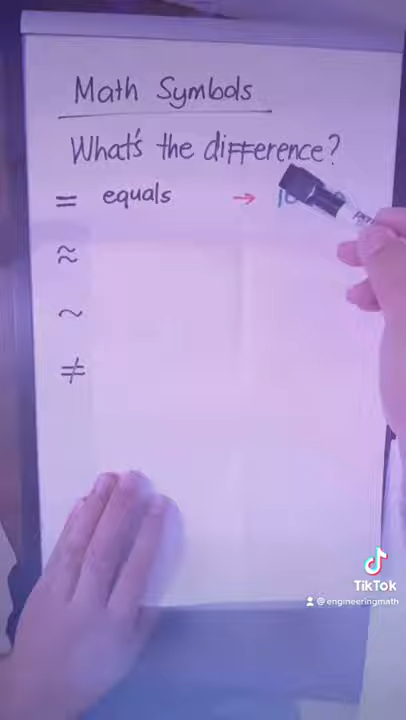 Math Symbols
What's the difference?
= equals →
≈
~
≠
TikTok
@engineeringmath